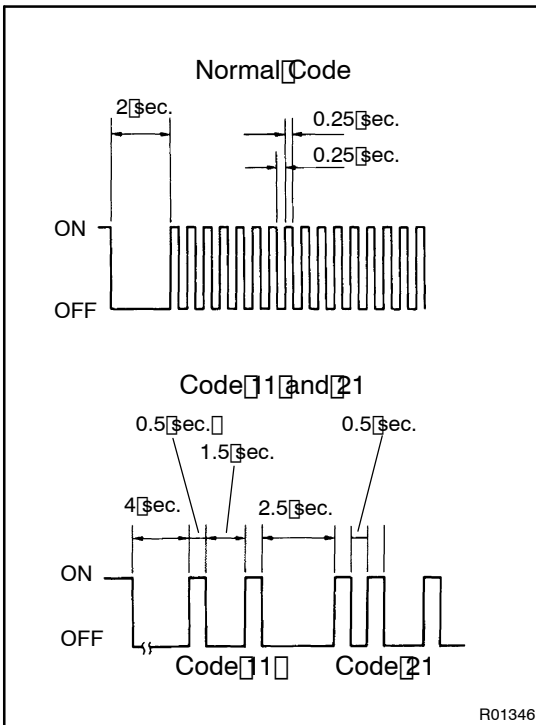 Normal Code
2 sec.
0.25 sec.
0.25 sec.
ON
OFF
Code 11 and 21
0.5 sec.
0.5 sec.
1.5 sec.
4 sec.
2.5 sec.
ON
OFF
Code 11
Code 21
R01346